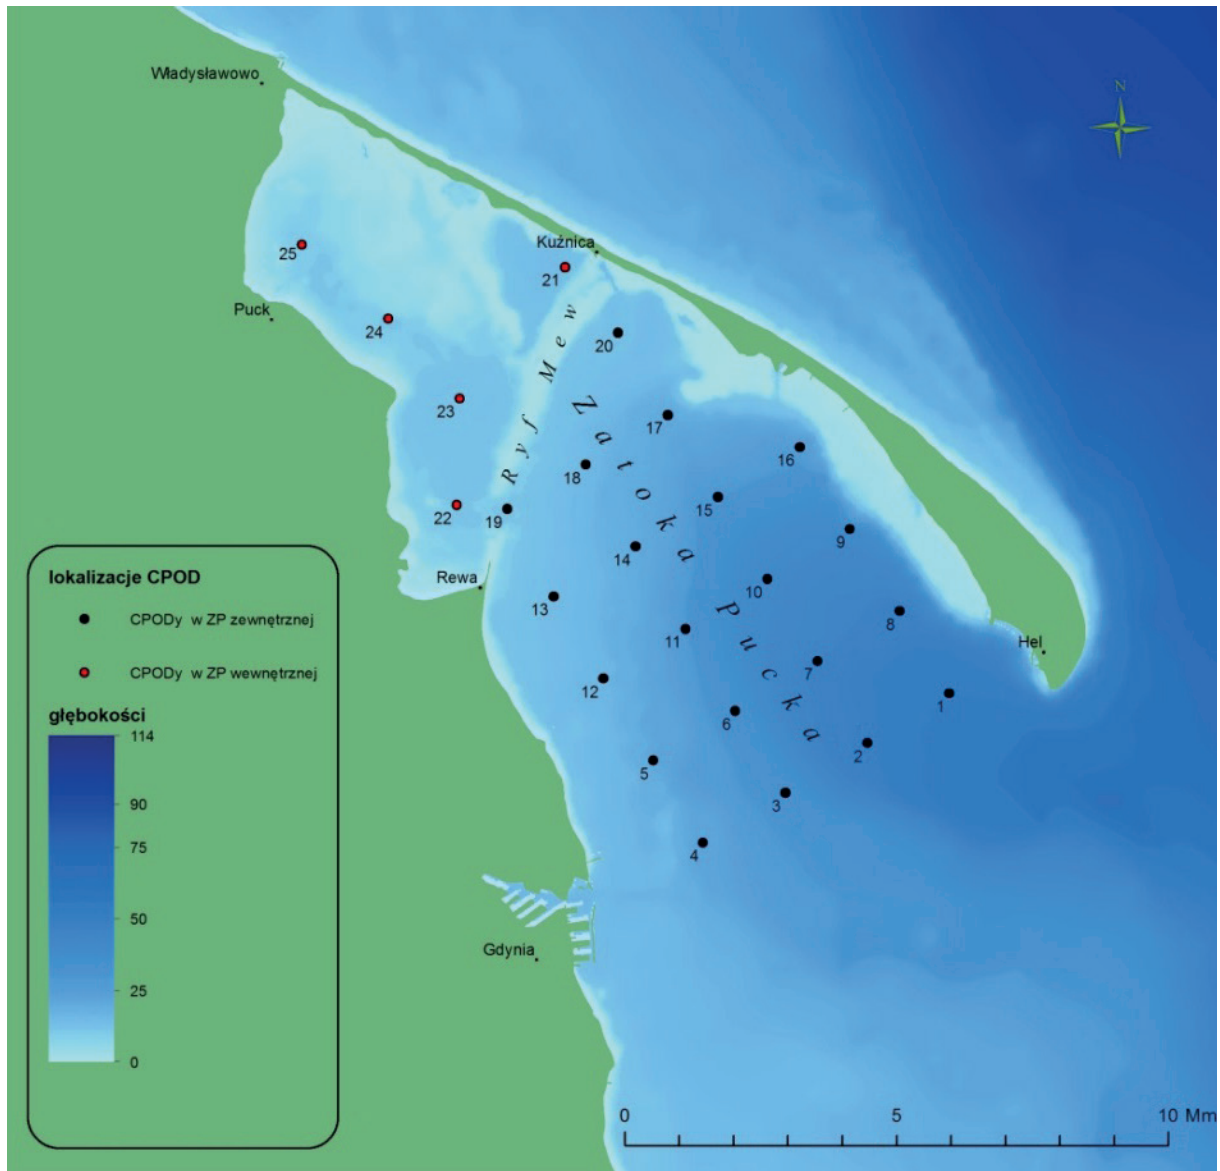 N
Władysławowo
Kuźnica
25
21
Puck
24
20
Ryf Mew
Zatoka Pucka
23
17
16
18
15
22
19
9
14
Rewa
10
13
8
11
Hel
7
12
1
6
2
5
3
4
Gdynia
lokalizacje CPOD
CPODy w ZP zewnętrznej
CPODy w ZP wewnętrznej
głębokości
114
90
75
50
25
0
0 5 10 Mm